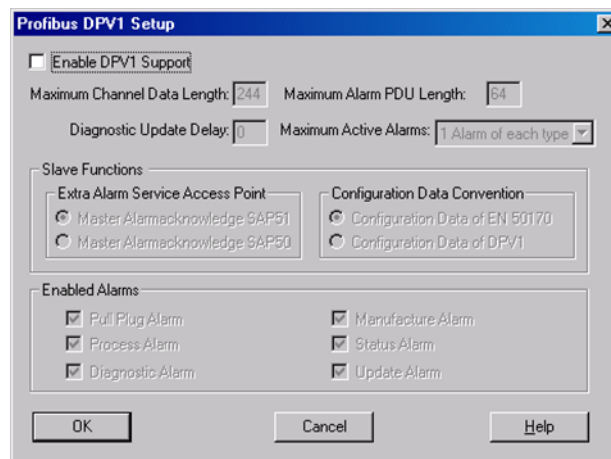 Profibus DPV1 Setup
Enable DPV1 Support
Maximum Channel Data Length: 244 Maximum Alarm PDU Length: 64
Diagnostic Update Delay: 0 Maximum Active Alarms: 1 Alarm of each type
Slave Functions
Extra Alarm Service Access Point
Master Alarmacknowledge SAP51
Master Alarmacknowledge SAP50
Configuration Data Convention
Configuration Data of EN 50170
Configuration Data of DPV1
Enabled Alarms
Pull Plug Alarm Manufacture Alarm
Process Alarm Status Alarm
Diagnostic Alarm Update Alarm
OK Cancel Help